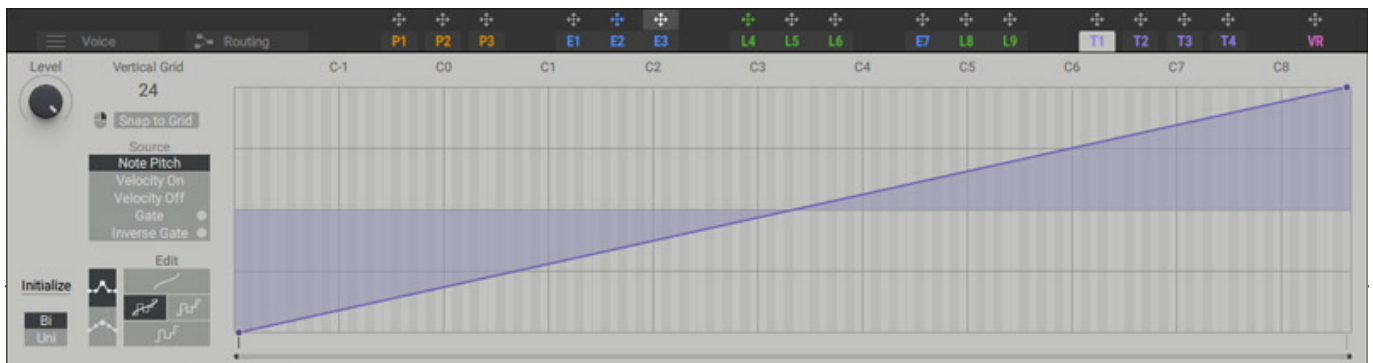 Voice Routing P1 P2 P3 E1 E2 E3 L4 L5 L6 E7 L8 L9 T1 T2 T3 T4 VR
Level Vertical Grid C-1 C0 C1 C2 C3 C4 C5 C6 C7 C8
24
Snap to Grid
Source
Note Pitch
Velocity On
Velocity Off
Gate
Inverse Gate
Edit
Initialize
Bi
Uni